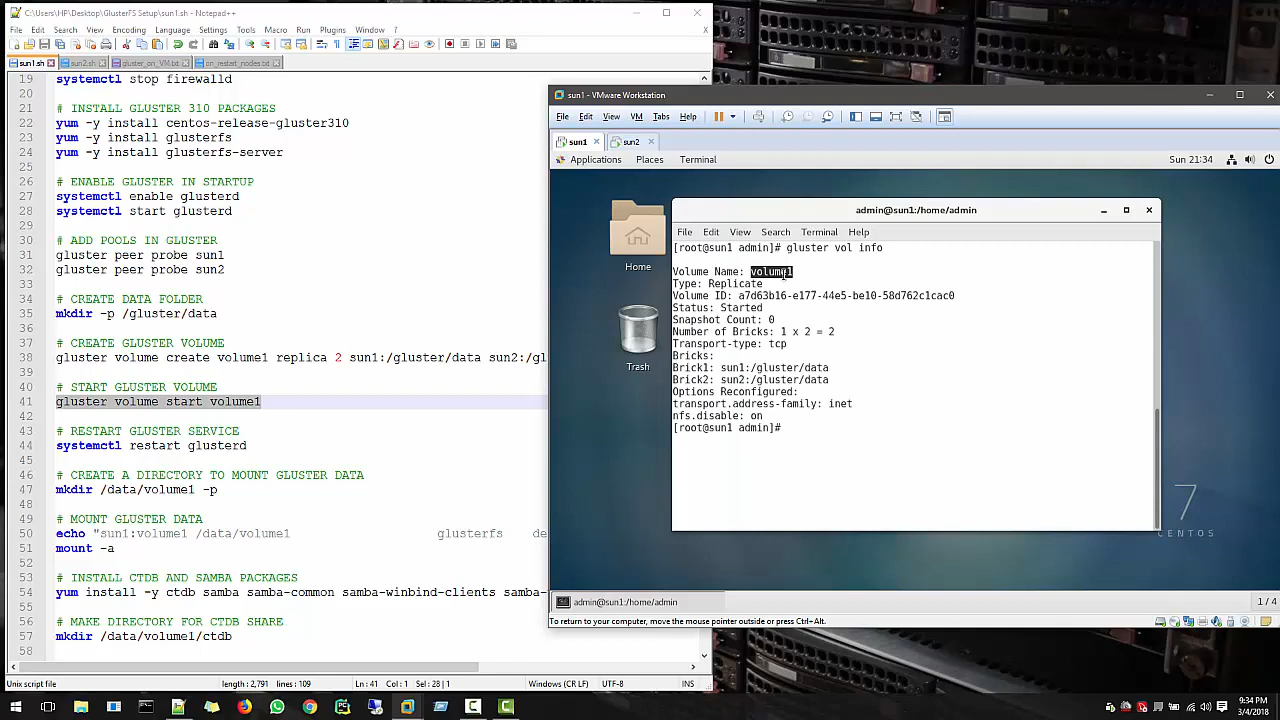 C:\Users\HP\Desktop\GlusterFS Setup\sun1.sh - Notepad++
File Edit Search View Encoding Language Settings Tools Macro Run Plugins Window ? X
sun1.sh sun2.sh gluster_on_VM.txt on_restart_nodes.txt
19 systemctl stop firewalld
20
21 # INSTALL GLUSTER 310 PACKAGES
22 yum -y install centos-release-gluster310
23 yum -y install glusterfs
24 yum -y install glusterfs-server
25
26 # ENABLE GLUSTER IN STARTUP
27 systemctl enable glusterd
28 systemctl start glusterd
29
30 # ADD POOLS IN GLUSTER
31 gluster peer probe sun1
32 gluster peer probe sun2
33
34 # CREATE DATA FOLDER
35 mkdir -p /gluster/data
36
37 # CREATE GLUSTER VOLUME
38 gluster volume create volume1 replica 2 sun1:/gluster/data sun2:/gl
39
40 # START GLUSTER VOLUME
41 gluster volume start volume1
42
43 # RESTART GLUSTER SERVICE
44 systemctl restart glusterd
45
46 # CREATE A DIRECTORY TO MOUNT GLUSTER DATA
47 mkdir /data/volume1 -p
48
49 # MOUNT GLUSTER DATA
50 echo "sun1:volume1 /data/volume1 glusterfs de
51 mount -a
52
53 # INSTALL CTDB AND SAMBA PACKAGES
54 yum install -y ctdb samba samba-common samba-winbind-clients samba-
55
56 # MAKE DIRECTORY FOR CTDB SHARE
57 mkdir /data/volume1/ctdb
58
Unix script file length : 2,791 lines : 109 Ln : 41 Col : 1 Sel : 28 | 1 Windows (CR LF) UTF-8 INS
sun1 - VMware Workstation
File Edit View VM Tabs Help
sun1 sun2
Applications Places Terminal Sun 21:34
Home
Trash
admin@sun1:/home/admin
File Edit View Search Terminal Help
[root@sun1 admin]# gluster vol info
Volume Name: volume1
Type: Replicate
Volume ID: a7d63b16-e177-44e5-be10-58d762c1cac0
Status: Started
Snapshot Count: 0
Number of Bricks: 1 x 2 = 2
Transport-type: tcp
Bricks:
Brick1: sun1:/gluster/data
Brick2: sun2:/gluster/data
Options Reconfigured:
transport.address-family: inet
nfs.disable: on
[root@sun1 admin]#
7
CENTOS
admin@sun1:/home/admin 1 / 4
To return to your computer, move the mouse pointer outside or press Ctrl+Alt.
9:34 PM
3/4/2018